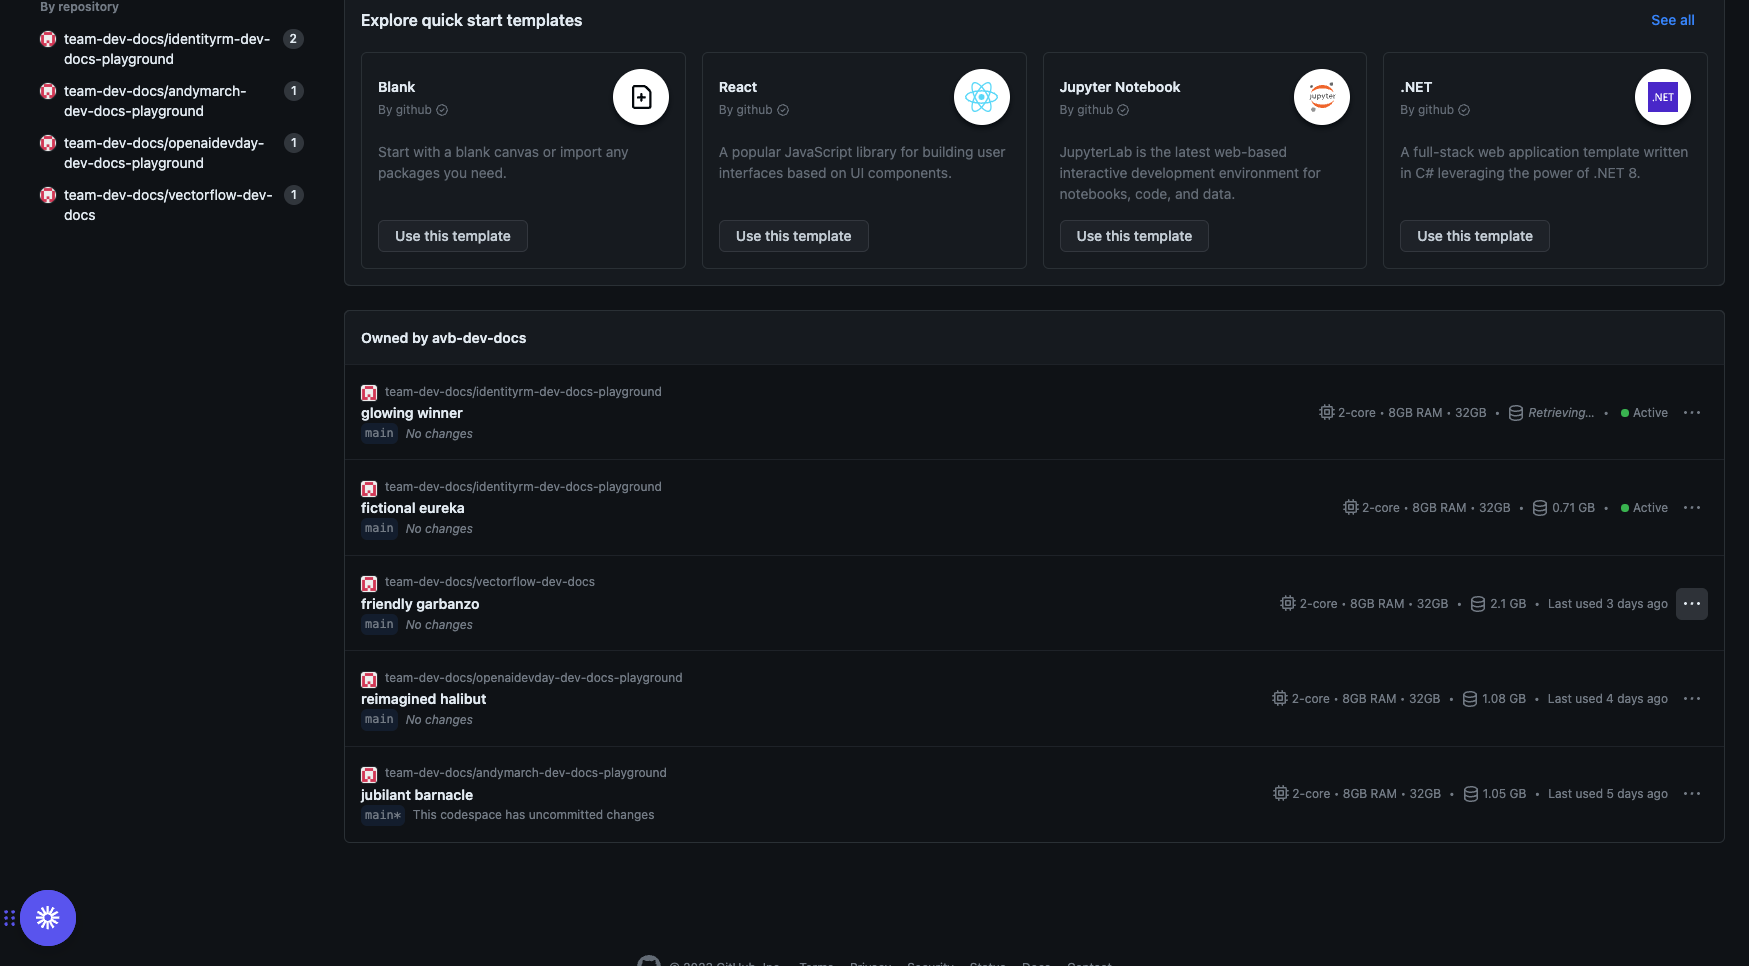 By repository
team-dev-docs/identityrm-dev-
docs-playground
2
team-dev-docs/andymarch-
dev-docs-playground
1
team-dev-docs/openaidevday-
dev-docs-playground
1
team-dev-docs/vectorflow-dev-
docs
1
Explore quick start templates
See all
Blank
By github
Start with a blank canvas or import any
packages you need.
Use this template
React
By github
A popular JavaScript library for building user
interfaces based on UI components.
Use this template
Jupyter Notebook
By github
jupyter
JupyterLab is the latest web-based
interactive development environment for
notebooks, code, and data.
Use this template
.NET
By github
.NET
A full-stack web application template written
in C# leveraging the power of .NET 8.
Use this template
Owned by avb-dev-docs
team-dev-docs/identityrm-dev-docs-playground
glowing winner
main No changes
2-core • 8GB RAM • 32GB • Retrieving... • Active ···
team-dev-docs/identityrm-dev-docs-playground
fictional eureka
main No changes
2-core • 8GB RAM • 32GB • 0.71 GB • Active ···
team-dev-docs/vectorflow-dev-docs
friendly garbanzo
main No changes
2-core • 8GB RAM • 32GB • 2.1 GB • Last used 3 days ago ···
team-dev-docs/openaidevday-dev-docs-playground
reimagined halibut
main No changes
2-core • 8GB RAM • 32GB • 1.08 GB • Last used 4 days ago ···
team-dev-docs/andymarch-dev-docs-playground
jubilant barnacle
main* This codespace has uncommitted changes
2-core • 8GB RAM • 32GB • 1.05 GB • Last used 5 days ago ···
© 2023 GitHub, Inc. Terms Privacy Security Status Docs Contact